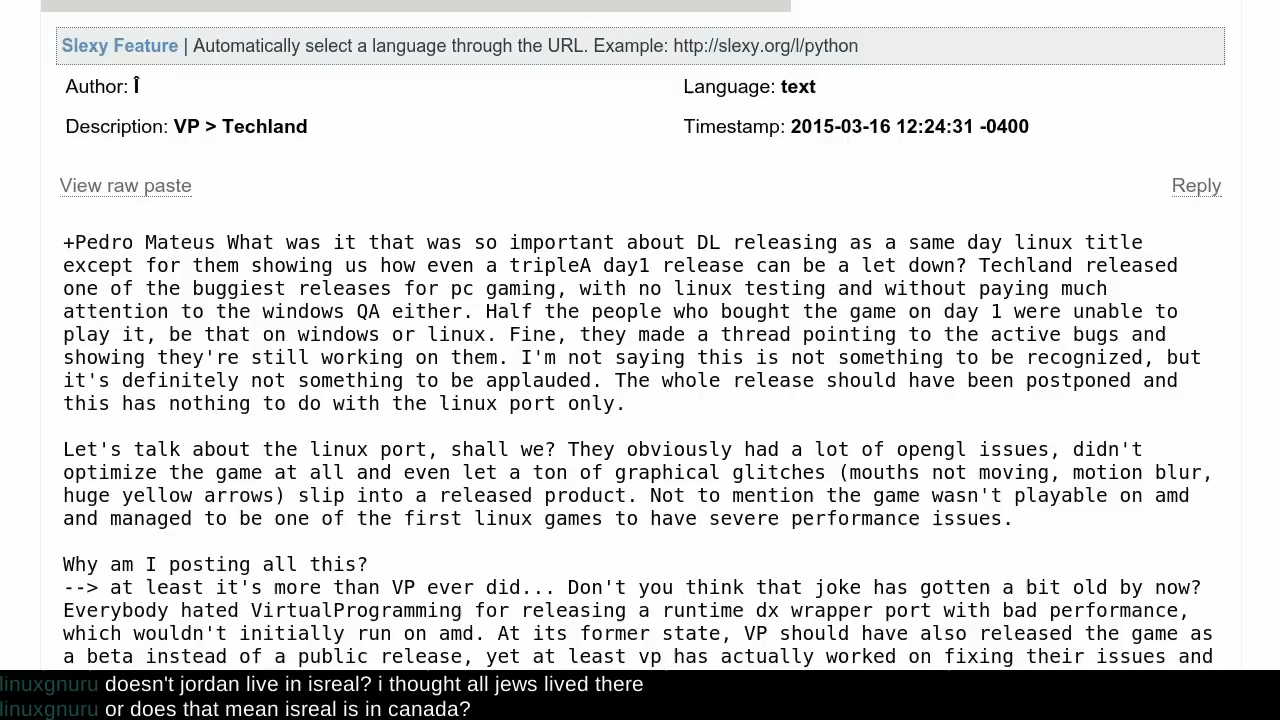 Slexy Feature | Automatically select a language through the URL. Example: http://slexy.org/l/python
Author: Î
Language: text
Description: VP > Techland
Timestamp: 2015-03-16 12:24:31 -0400
View raw paste
Reply
+Pedro Mateus What was it that was so important about DL releasing as a same day linux title
except for them showing us how even a tripleA day1 release can be a let down? Techland released
one of the buggiest releases for pc gaming, with no linux testing and without paying much
attention to the windows QA either. Half the people who bought the game on day 1 were unable to
play it, be that on windows or linux. Fine, they made a thread pointing to the active bugs and
showing they're still working on them. I'm not saying this is not something to be recognized, but
it's definitely not something to be applauded. The whole release should have been postponed and
this has nothing to do with the linux port only.
Let's talk about the linux port, shall we? They obviously had a lot of opengl issues, didn't
optimize the game at all and even let a ton of graphical glitches (mouths not moving, motion blur,
huge yellow arrows) slip into a released product. Not to mention the game wasn't playable on amd
and managed to be one of the first linux games to have severe performance issues.
Why am I posting all this?
--> at least it's more than VP ever did... Don't you think that joke has gotten a bit old by now?
Everybody hated VirtualProgramming for releasing a runtime dx wrapper port with bad performance,
which wouldn't initially run on amd. At its former state, VP should have also released the game as
a beta instead of a public release, yet at least vp has actually worked on fixing their issues and
linuxgnuru doesn't jordan live in isreal? i thought all jews lived there
linuxgnuru or does that mean isreal is in canada?